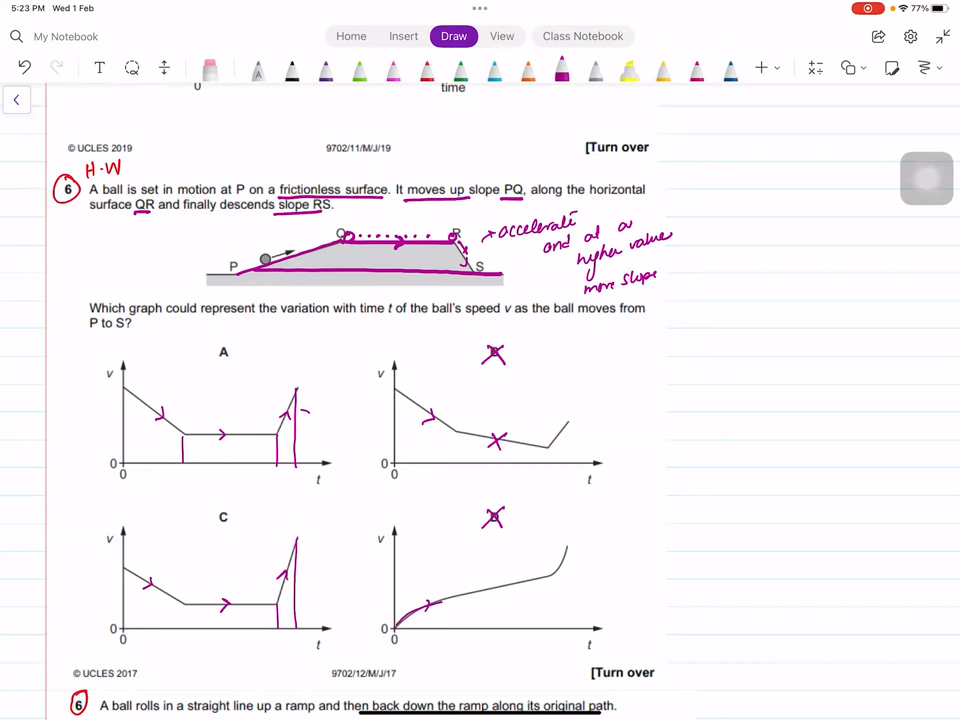 5:23 PM Wed 1 Feb
77%
My Notebook
Home Insert Draw View Class Notebook
T
A
0
time
© UCLES 2019 9702/11/M/J/19 [Turn over
H.W
6 A ball is set in motion at P on a frictionless surface. It moves up slope PQ, along the horizontal
surface QR and finally descends slope RS.
accelerate
and at a
higher value
more slope
Q R
P S
Which graph could represent the variation with time t of the ball's speed v as the ball moves from
P to S?
A
v
0
0
t
v
0
0
t
C D
v
0
0
t
v
0
0
t
© UCLES 2017 9702/12/M/J/17 [Turn over
6 A ball rolls in a straight line up a ramp and then back down the ramp along its original path.